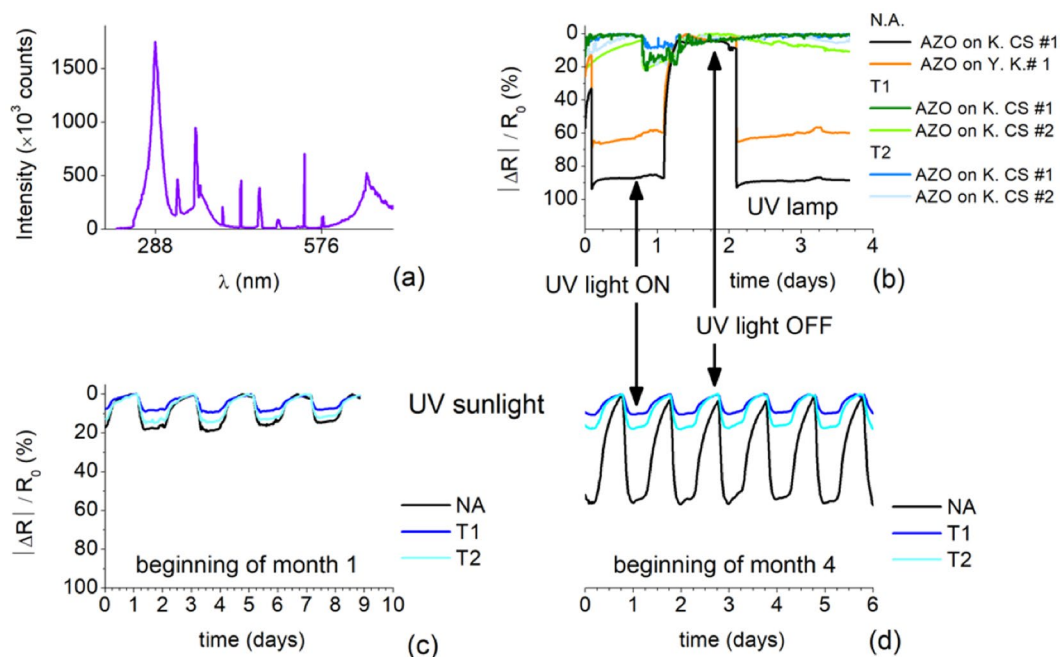 1500
1000
500
0
Intensity (×10³ counts)
288
576
λ (nm)
(a)
0
20
40
60
80
100
|ΔR| / R₀ (%)
UV lamp
0
1
2
3
4
time (days)
(b)
N.A.
AZO on K. CS #1
AZO on Y. K.# 1
T1
AZO on K. CS #1
AZO on K. CS #2
T2
AZO on K. CS #1
AZO on K. CS #2
UV light ON
UV light OFF
UV sunlight
0
20
40
60
80
100
|ΔR| / R₀ (%)
NA
T1
T2
beginning of month 1
0 1 2 3 4 5 6 7 8 9 10
time (days)
(c)
NA
T1
T2
beginning of month 4
0 1 2 3 4 5 6
time (days)
(d)